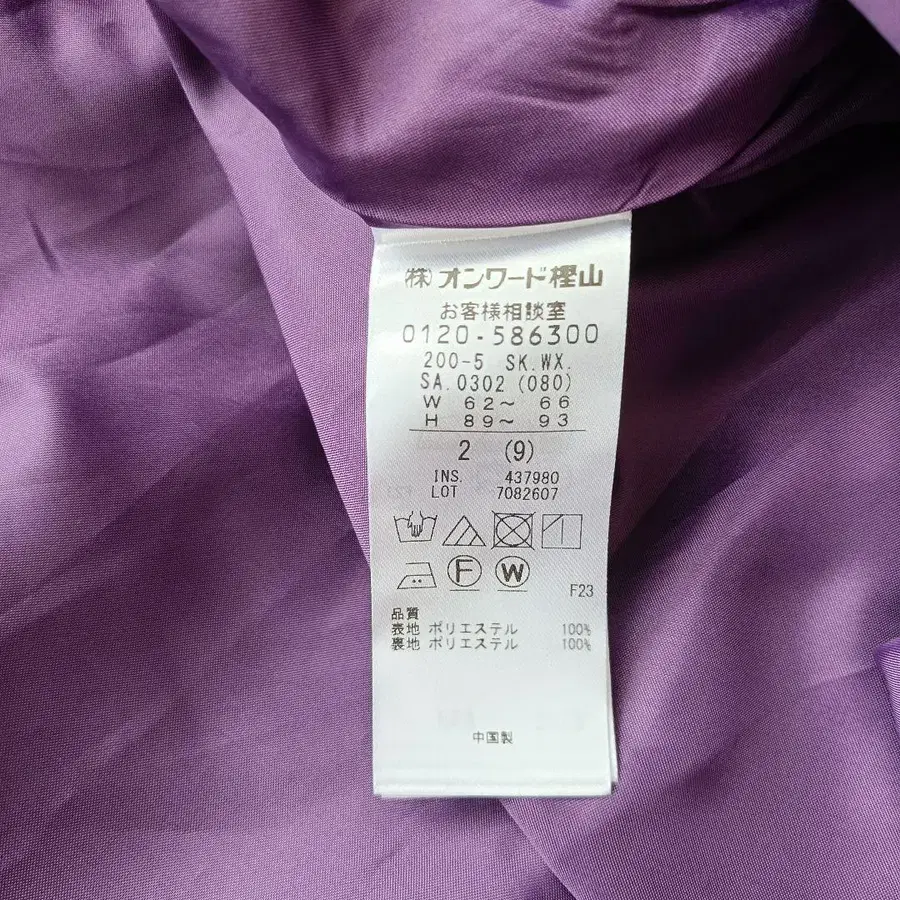 ㈱オンワード樫山
お客様相談室
0120-586300
200-5 SK.WX.
SA.0302 (080)
W 62～ 66
H 89～ 93
2 (9)
INS. 437980
LOT 7082607
F W
F23
品質
表地 ポリエステル 100%
裏地 ポリエステル 100%
中国製